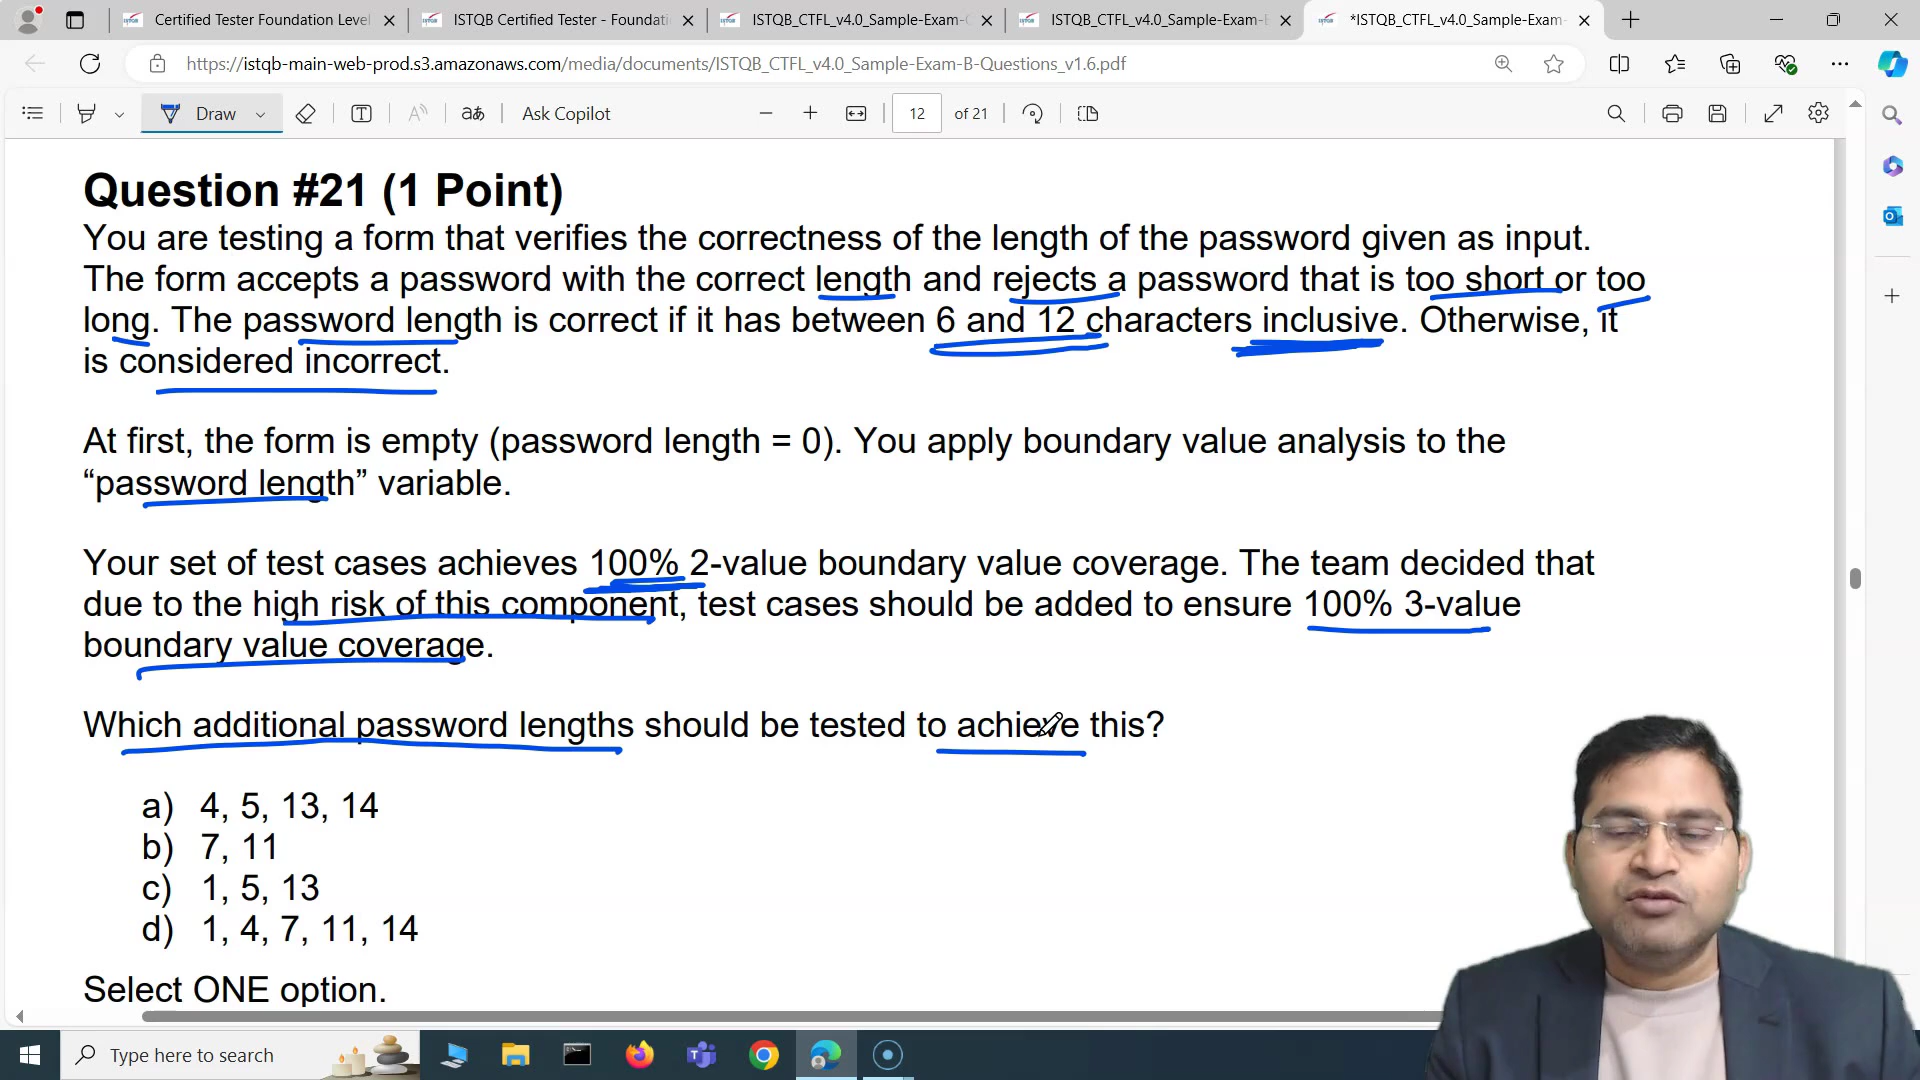 Certified Tester Foundation Level
ISTQB Certified Tester - Foundati
ISTQB_CTFL_v4.0_Sample-Exam-
ISTQB_CTFL_v4.0_Sample-Exam-
*ISTQB_CTFL_v4.0_Sample-Exam-
https://istqb-main-web-prod.s3.amazonaws.com/media/documents/ISTQB_CTFL_v4.0_Sample-Exam-B-Questions_v1.6.pdf
Draw
aあ
Ask Copilot
12
of 21
Question #21 (1 Point)
You are testing a form that verifies the correctness of the length of the password given as input.
The form accepts a password with the correct length and rejects a password that is too short or too
long. The password length is correct if it has between 6 and 12 characters inclusive. Otherwise, it
is considered incorrect.
At first, the form is empty (password length = 0). You apply boundary value analysis to the
“password length” variable.
Your set of test cases achieves 100% 2-value boundary value coverage. The team decided that
due to the high risk of this component, test cases should be added to ensure 100% 3-value
boundary value coverage.
Which additional password lengths should be tested to achieve this?
a) 4, 5, 13, 14
b) 7, 11
c) 1, 5, 13
d) 1, 4, 7, 11, 14
Select ONE option.
Type here to search